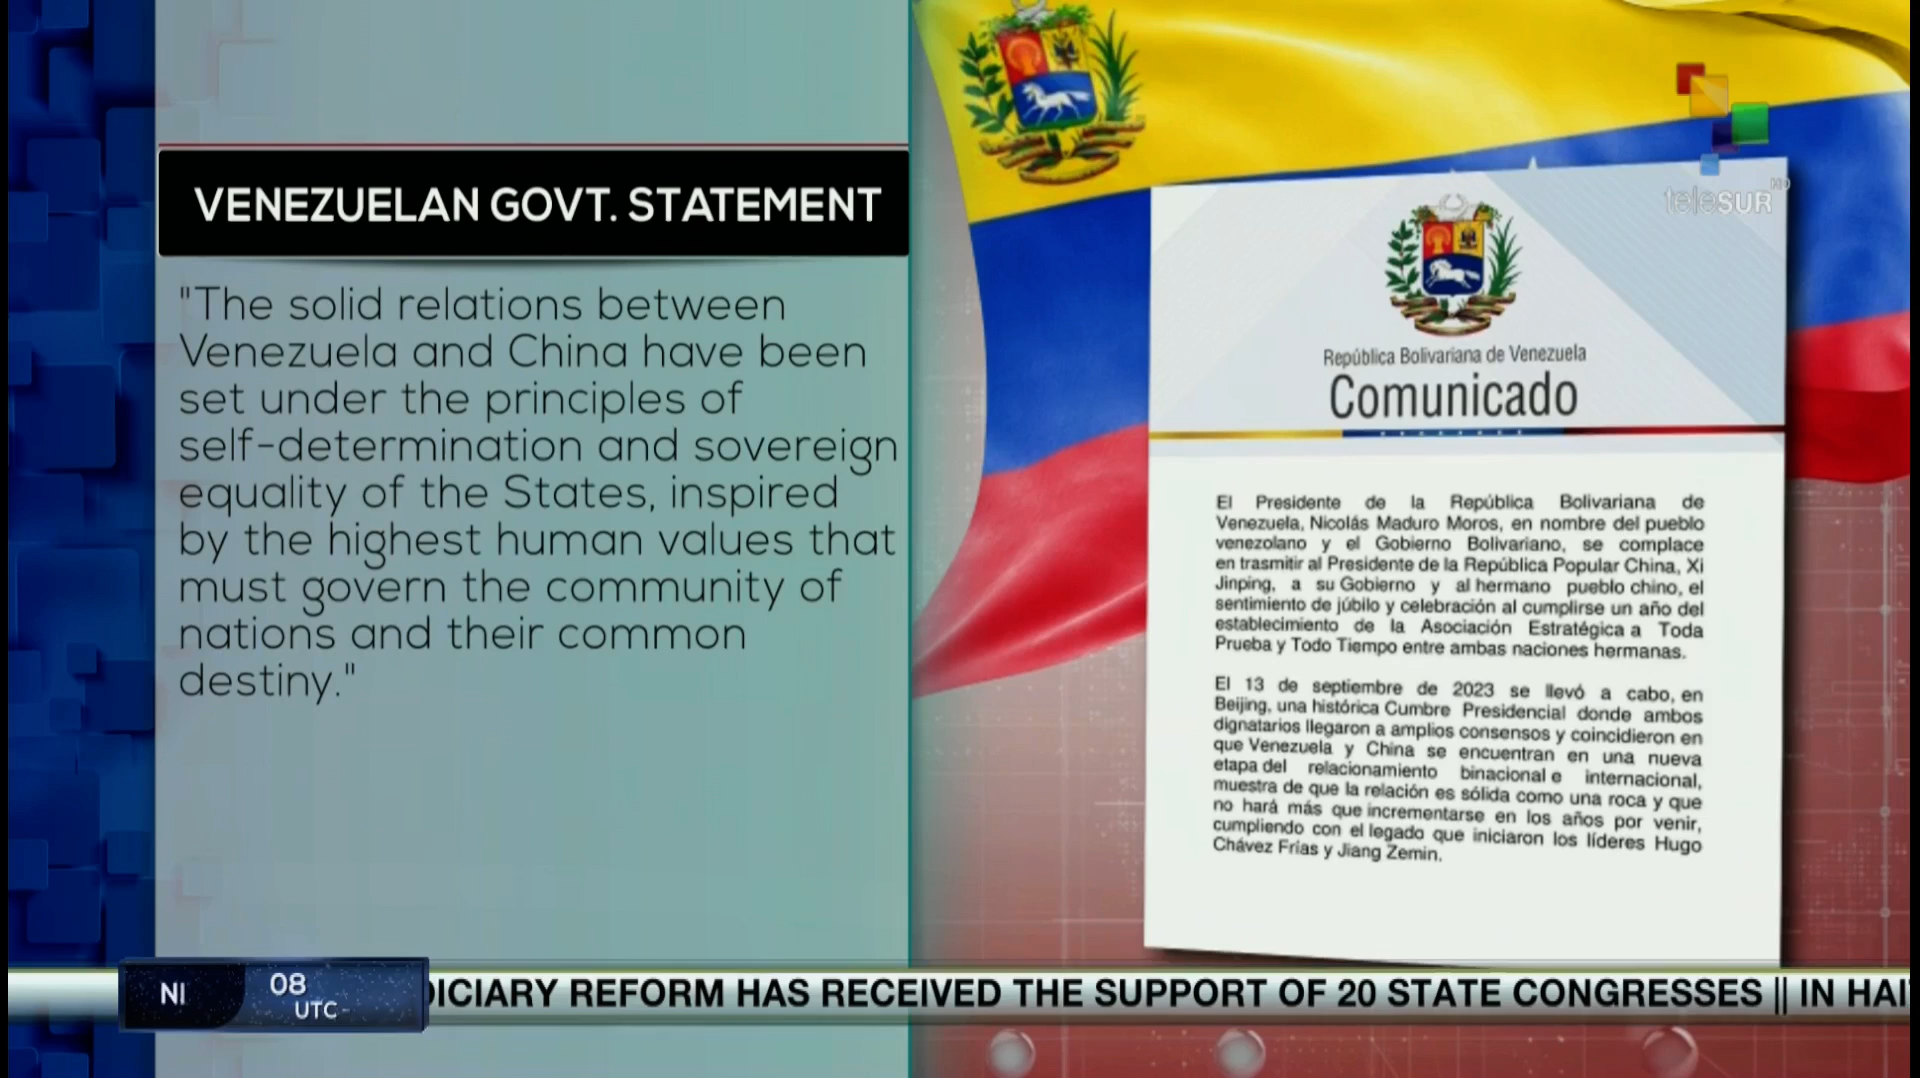 VENEZUELAN GOVT. STATEMENT
"The solid relations between
Venezuela and China have been
set under the principles of
self-determination and sovereign
equality of the States, inspired
by the highest human values that
must govern the community of
nations and their common
destiny."
teleSUR HD
República Bolivariana de Venezuela
Comunicado
El Presidente de la República Bolivariana de
Venezuela, Nicolás Maduro Moros, en nombre del pueblo
venezolano y el Gobierno Bolivariano, se complace
en trasmitir al Presidente de la República Popular China, Xi
Jinping, a su Gobierno y al hermano pueblo chino, el
sentimiento de júbilo y celebración al cumplirse un año del
establecimiento de la Asociación Estratégica a Toda
Prueba y Todo Tiempo entre ambas naciones hermanas.
El 13 de septiembre de 2023 se llevó a cabo, en
Beijing, una histórica Cumbre Presidencial donde ambos
dignatarios llegaron a amplios consensos y coincidieron en
que Venezuela y China se encuentran en una nueva
etapa del relacionamiento binacional e internacional,
muestra de que la relación es sólida como una roca y que
no hará más que incrementarse en los años por venir,
cumpliendo con el legado que iniciaron los líderes Hugo
Chávez Frías y Jiang Zemin.
NI 08 UTC-
ICIARY REFORM HAS RECEIVED THE SUPPORT OF 20 STATE CONGRESSES || IN HAI